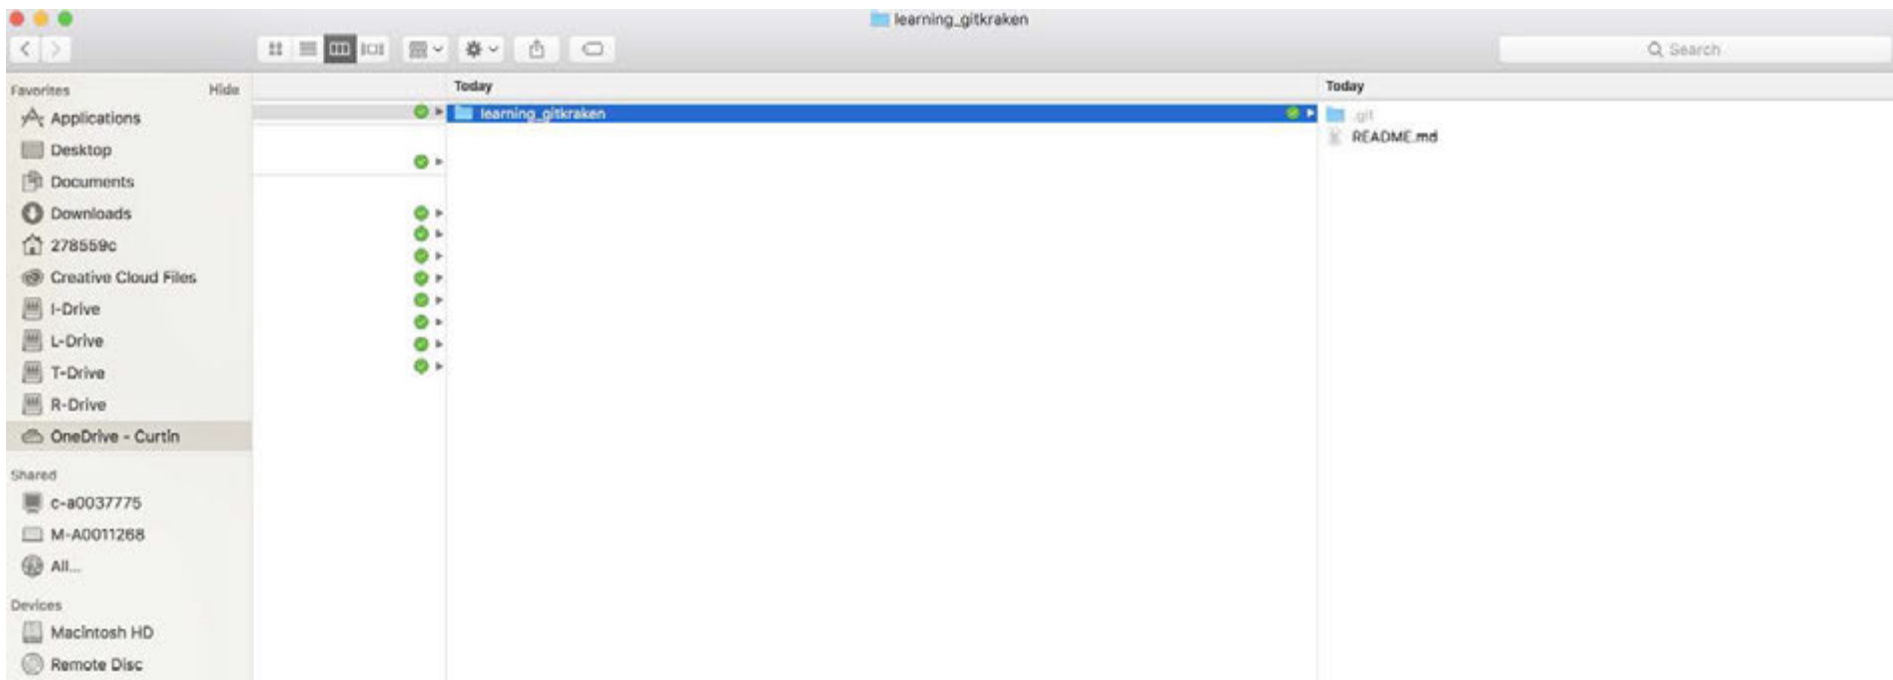 learning_gitkraken
Search
Favorites Hide
Applications
Desktop
Documents
Downloads
278559c
Creative Cloud Files
I-Drive
L-Drive
T-Drive
R-Drive
OneDrive - Curtin
Shared
c-a0037775
M-A0011268
All...
Devices
Macintosh HD
Remote Disc
Today
learning_gitkraken
Today
.git
README.md